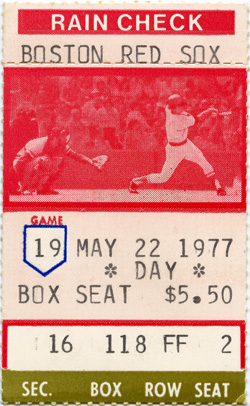 RAIN CHECK
BOSTON RED SOX
GAME
19 MAY 22 1977
* DAY *
BOX SEAT $5.50
16 118 FF 2
SEC. BOX ROW SEAT